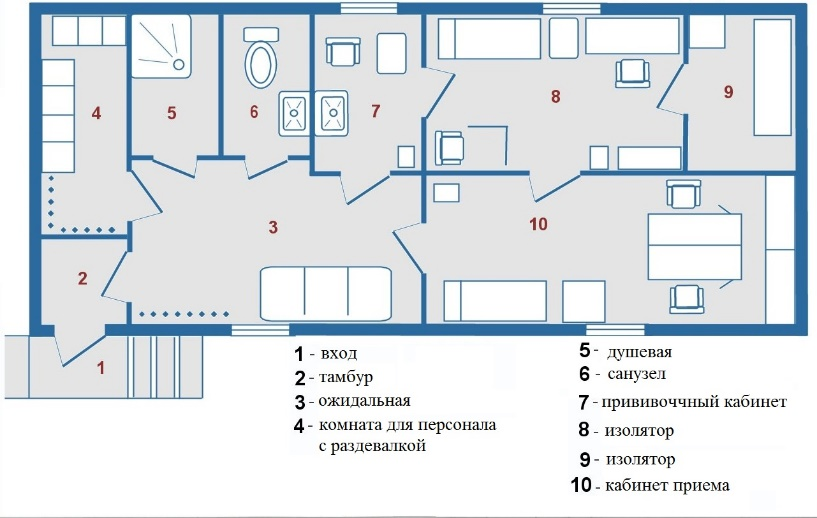 4
5
6
7
8
9
3
10
2
1
1 - вход
2 - тамбур
3 - ожидальная
4 - комната для персонала
с раздевалкой
5 - душевая
6 - санузел
7 - прививоччный кабинет
8 - изолятор
9 - изолятор
10 - кабинет приема